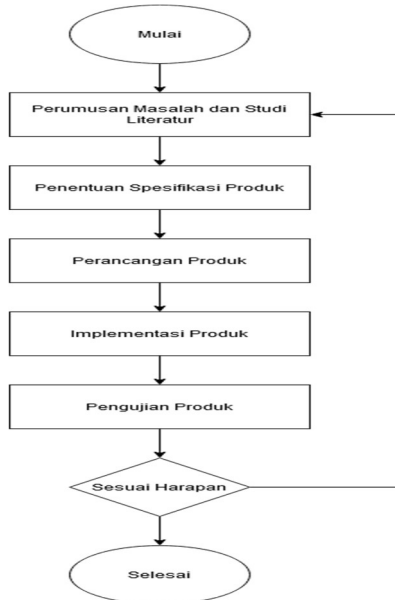 Mulai
Perumusan Masalah dan Studi
Literatur
Penentuan Spesifikasi Produk
Perancangan Produk
Implementasi Produk
Pengujian Produk
Sesuai Harapan
Selesai